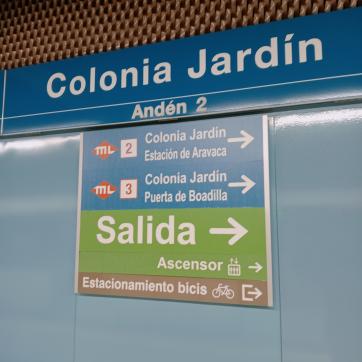 Colonia Jardín
Andén 2
ML 2 Colonia Jardín
Estación de Aravaca
ML 3 Colonia Jardín
Puerta de Boadilla
Salida
Ascensor
Estacionamiento bicis